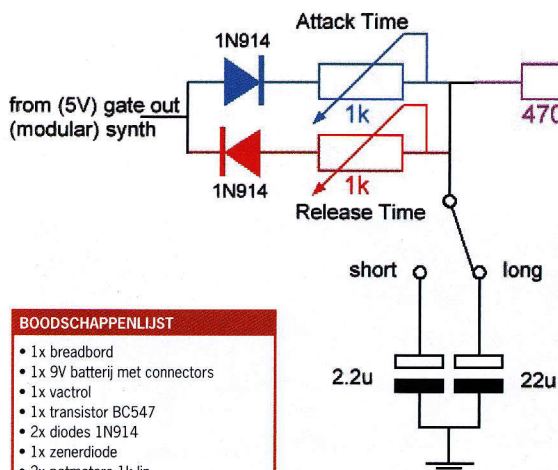 Attack Time
1N914
from (5V) gate out
(modular) synth
1k
470
1k
1N914
Release Time
short
long
2.2u
22u
BOODSCHAPPENLIJST
• 1x breadbord
• 1x 9V batterij met connectors
• 1x vactrol
• 1x transistor BC547
• 2x diodes 1N914
• 1x zenerdiode